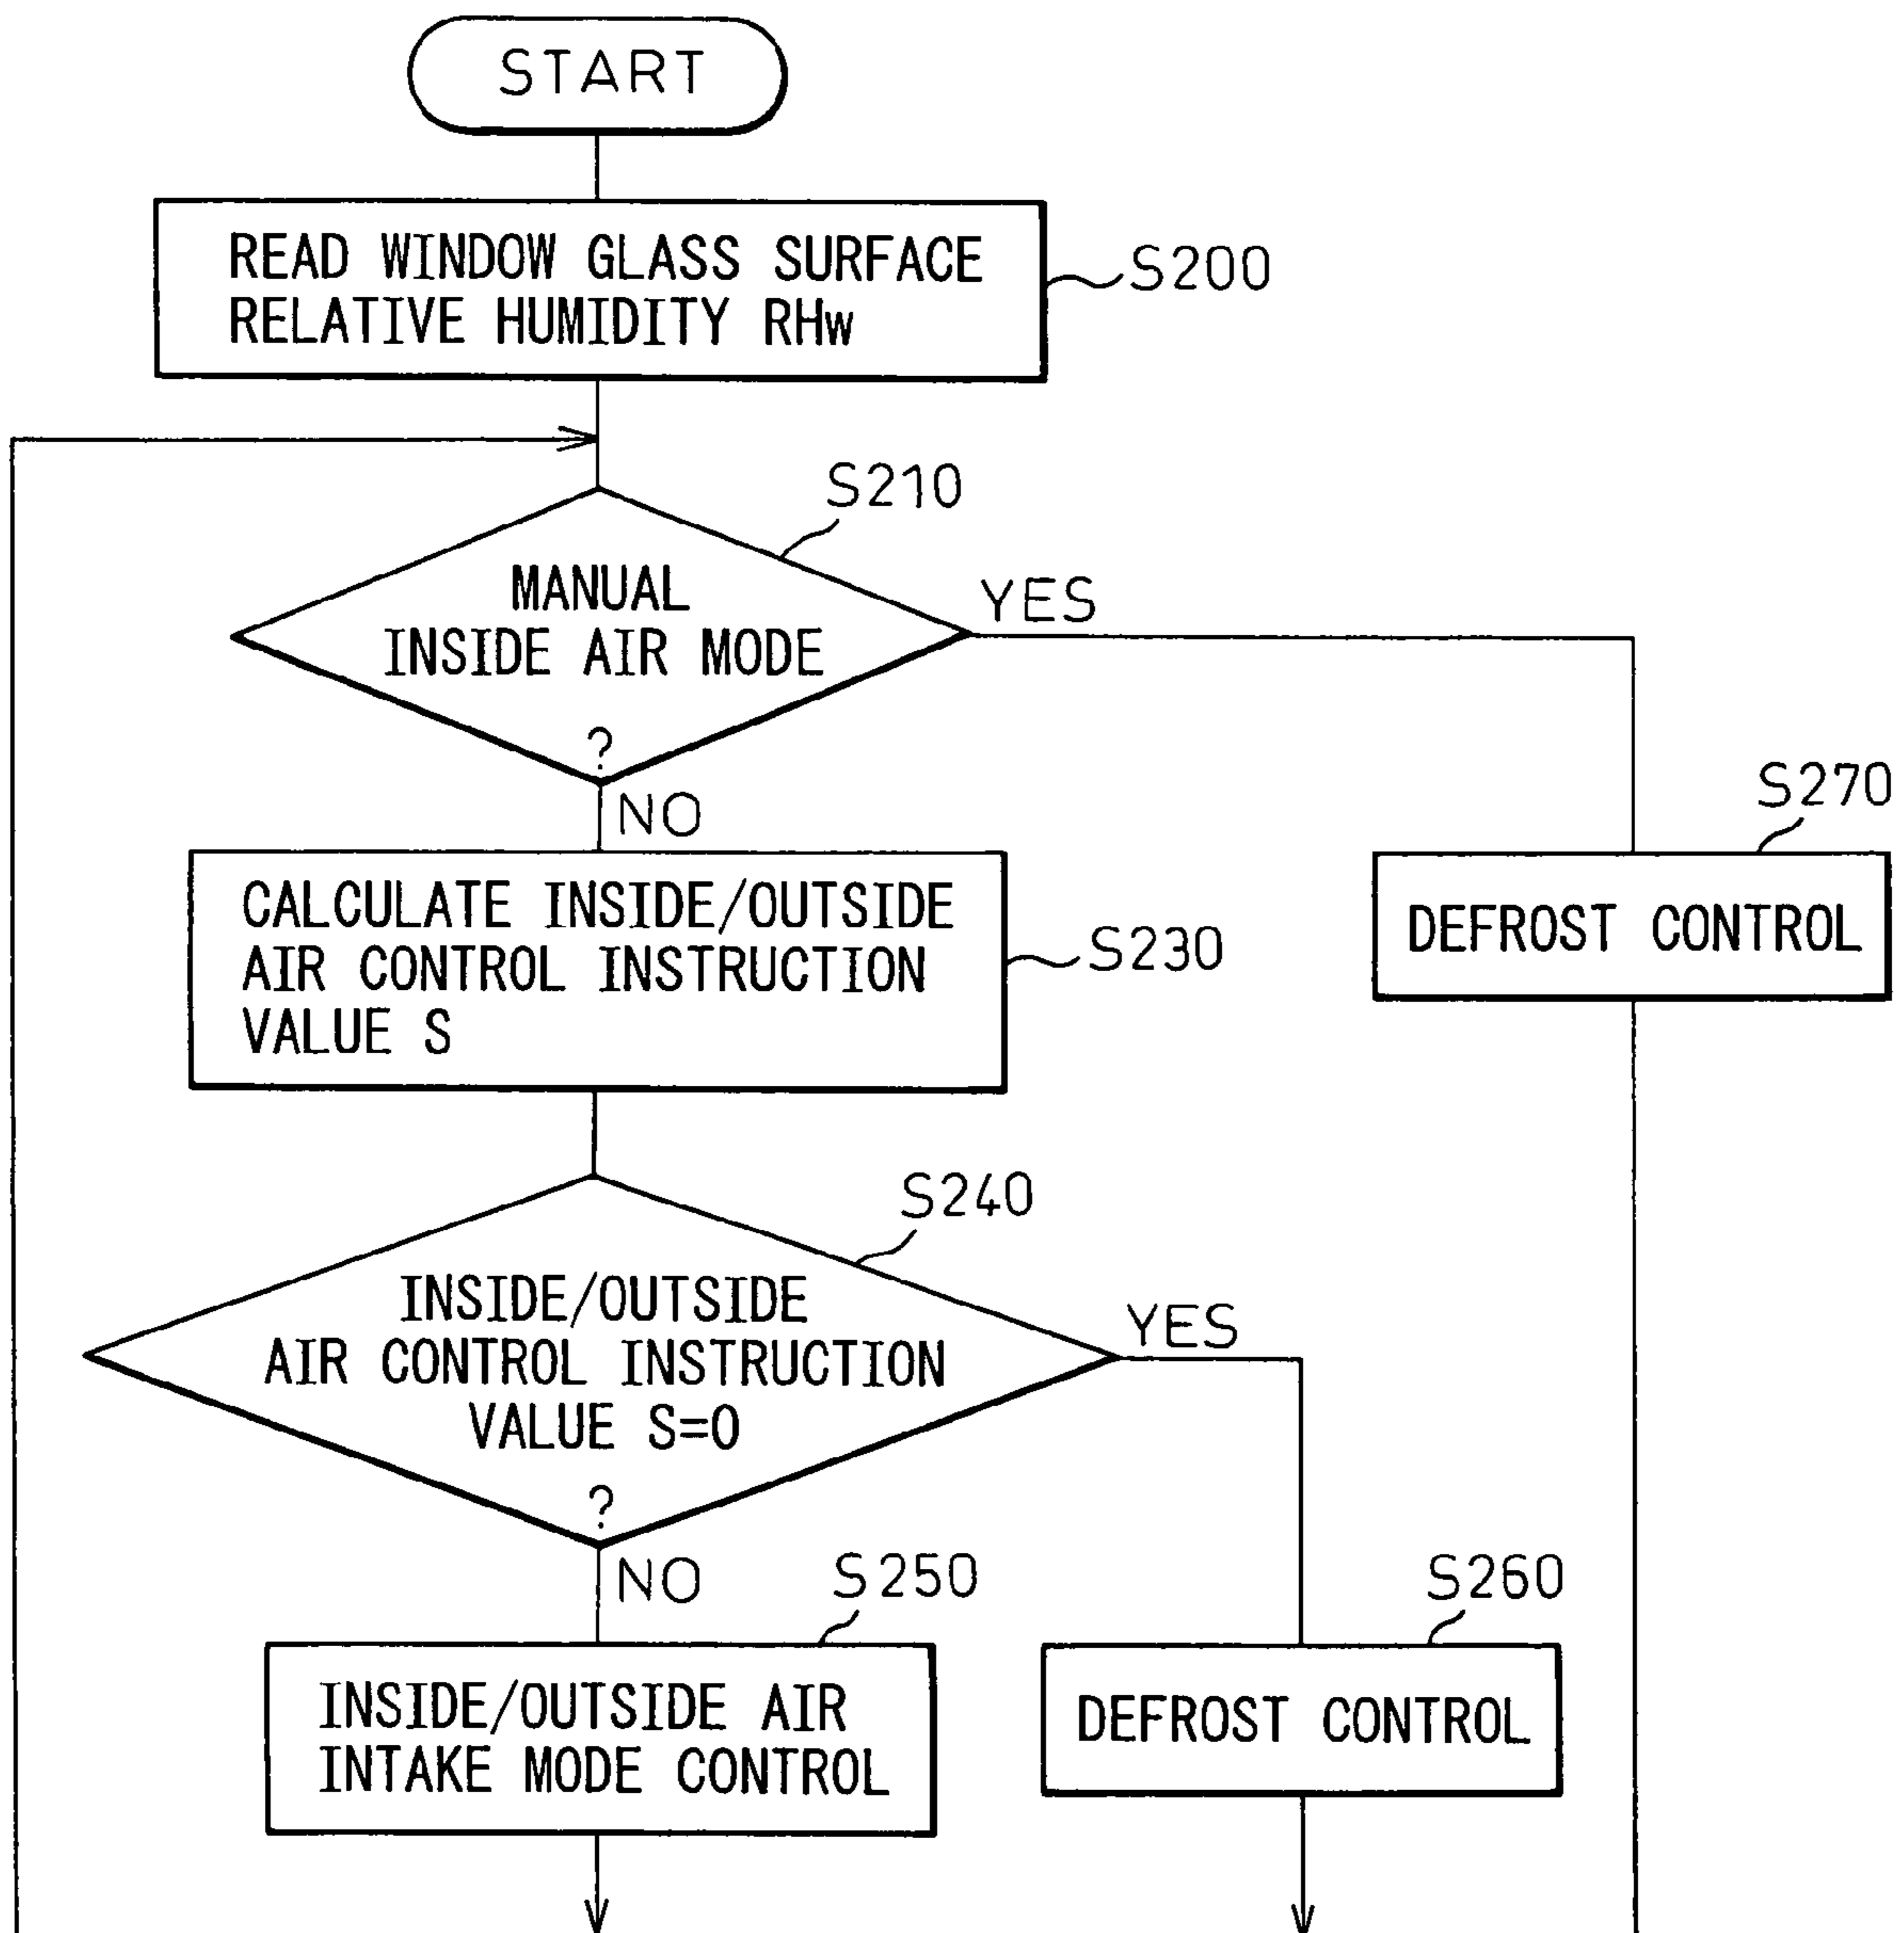 START
READ WINDOW GLASS SURFACE
RELATIVE HUMIDITY RHw
S200
S210
MANUAL
INSIDE AIR MODE
?
YES
NO
S270
CALCULATE INSIDE/OUTSIDE
AIR CONTROL INSTRUCTION
VALUE S
S230
DEFROST CONTROL
S240
INSIDE/OUTSIDE
AIR CONTROL INSTRUCTION
VALUE S=0
?
YES
NO
S250
S260
INSIDE/OUTSIDE AIR
INTAKE MODE CONTROL
DEFROST CONTROL